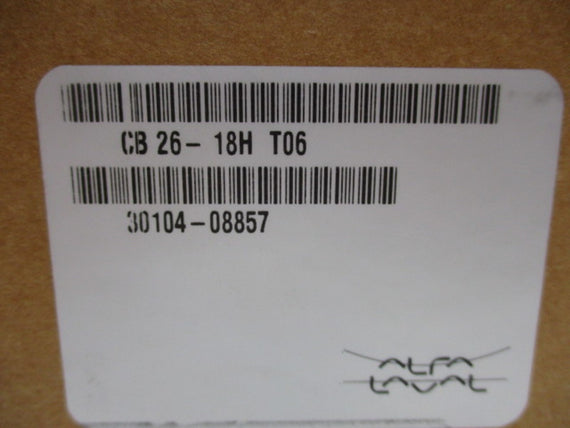 CB 26- 18H T06
30104-08857
ALFA
LAVAL